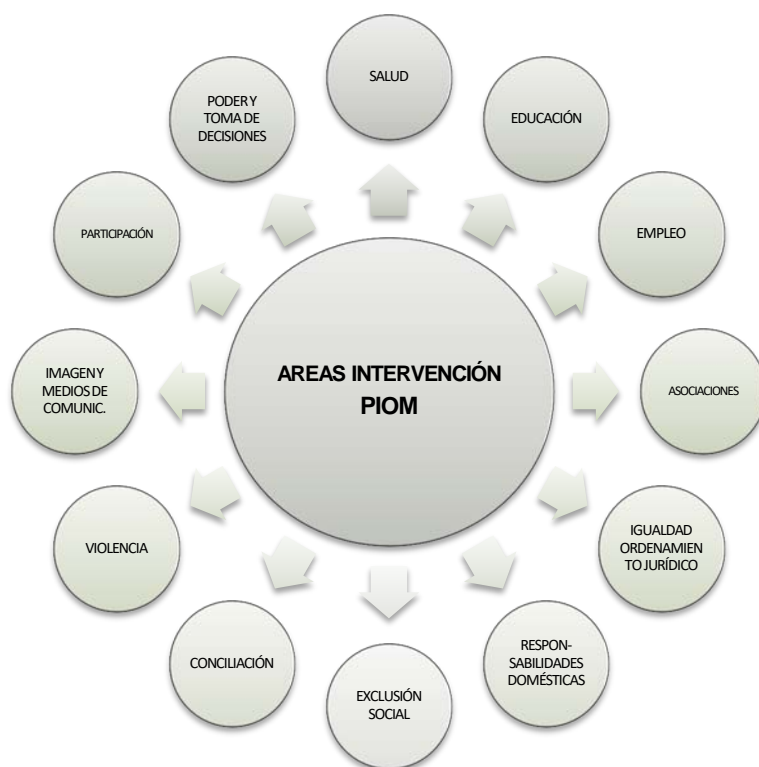 SALUD
EDUCACIÓN
EMPLEO
ASOCIACIONES
IGUALDAD
ORDENAMIEN
TO JURÍDICO
RESPON-
SABILIDADES
DOMÉSTICAS
EXCLUSIÓN
SOCIAL
CONCILIACIÓN
VIOLENCIA
IMAGEN Y
MEDIOS DE
COMUNIC.
PARTICIPACIÓN
PODER Y
TOMA DE
DECISIONES
AREAS INTERVENCIÓN
PIOM